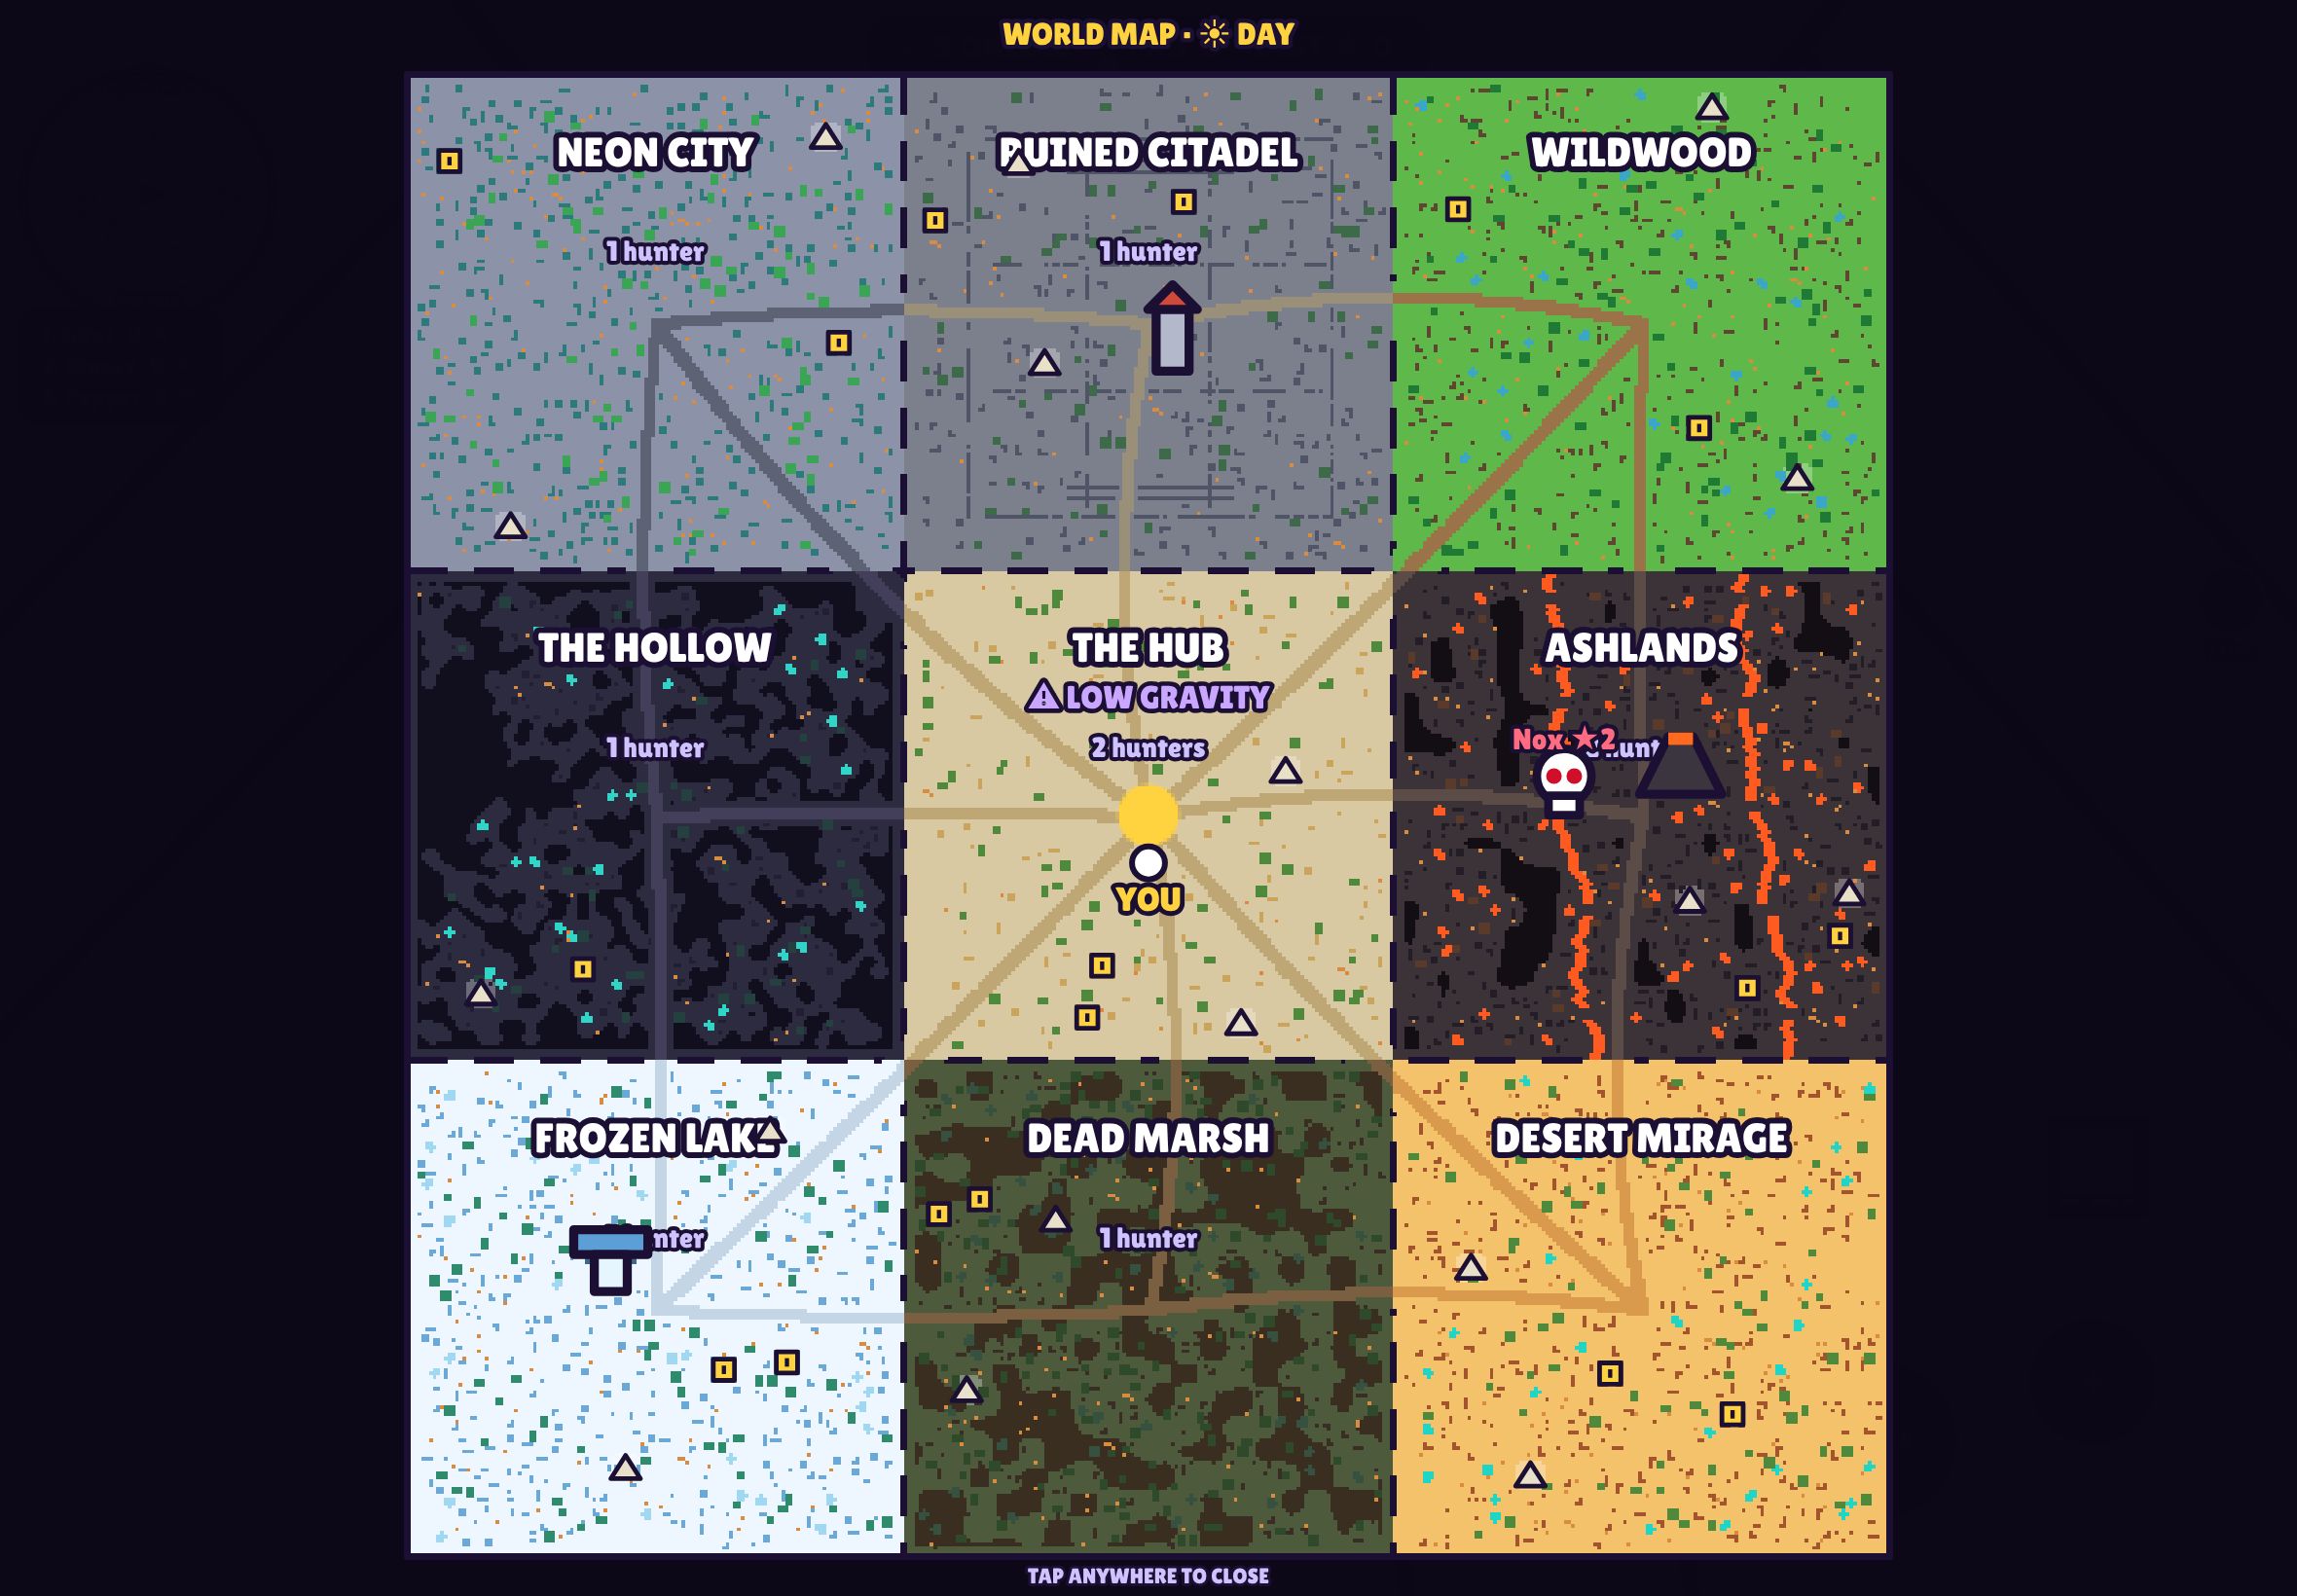 WORLD MAP · ☀ DAY
NEON CITY
RUINED CITADEL
WILDWOOD
1 hunter
1 hunter
THE HOLLOW
THE HUB
ASHLANDS
⚠ LOW GRAVITY
1 hunter
2 hunters
Nox ★2
YOU
FROZEN LAKE
DEAD MARSH
DESERT MIRAGE
1 hunter
TAP ANYWHERE TO CLOSE